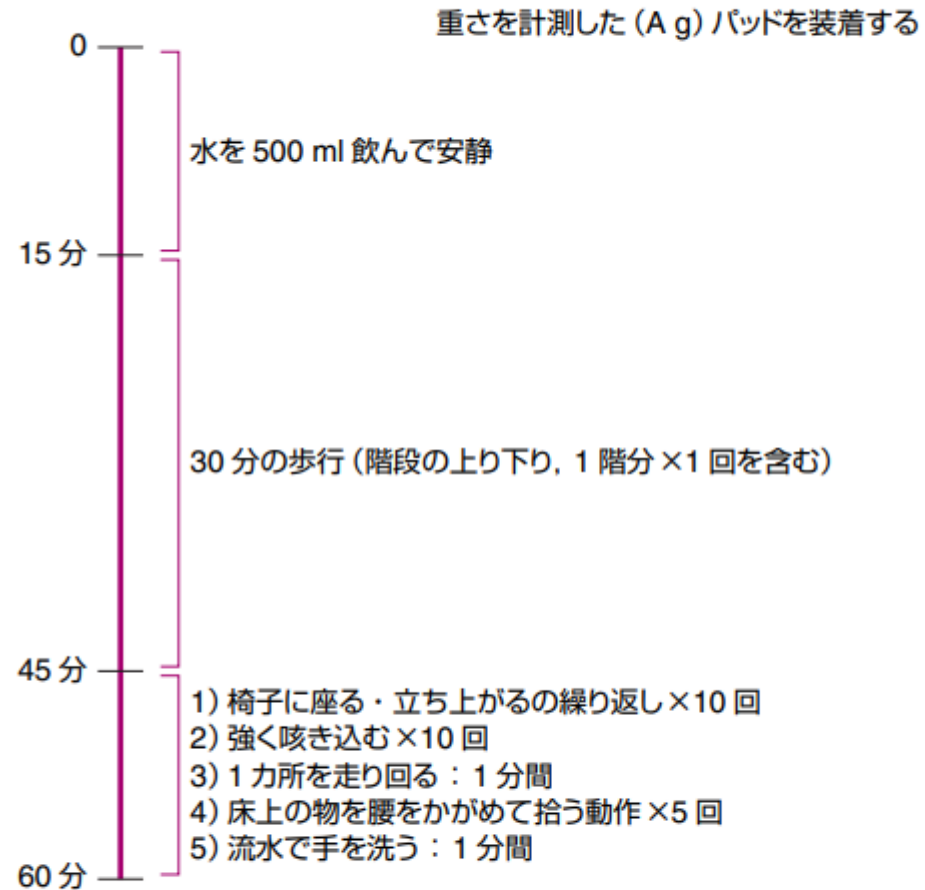 重さを計測した（A g）パッドを装着する
0
水を 500 ml 飲んで安静
15 分
30 分の歩行（階段の上り下り，1 階分×1 回を含む）
45 分
1）椅子に座る・立ち上がるの繰り返し×10 回
2）強く咳き込む×10 回
3）1 カ所を走り回る：1 分間
4）床上の物を腰をかがめて拾う動作×5 回
5）流水で手を洗う：1 分間
60 分